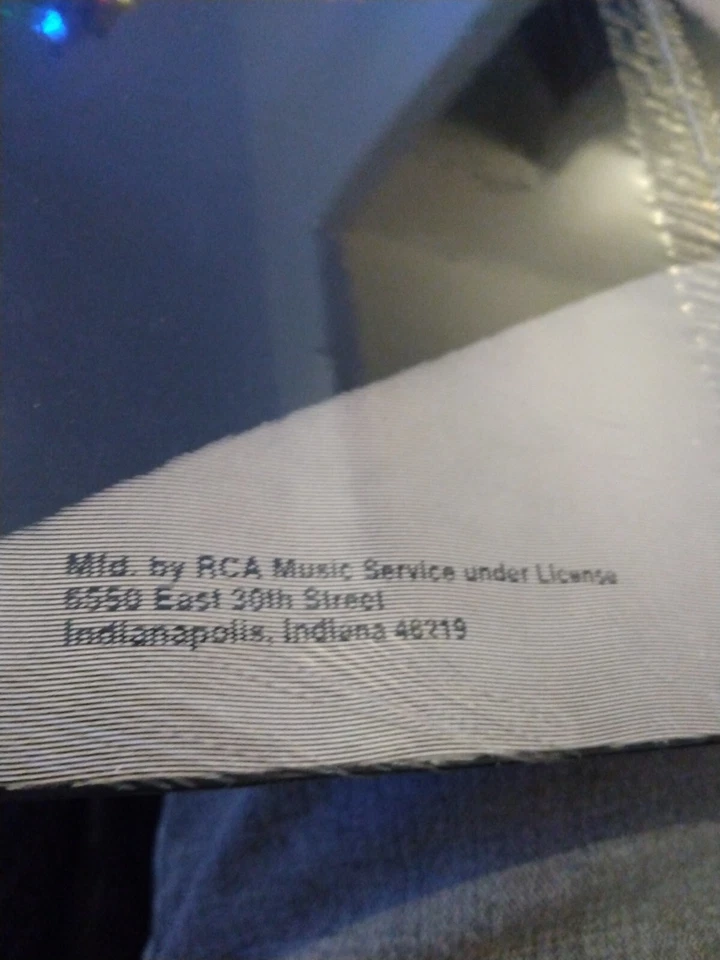 Mfd. by RCA Music Service under License
6550 East 30th Street
Indianapolis, Indiana 46219